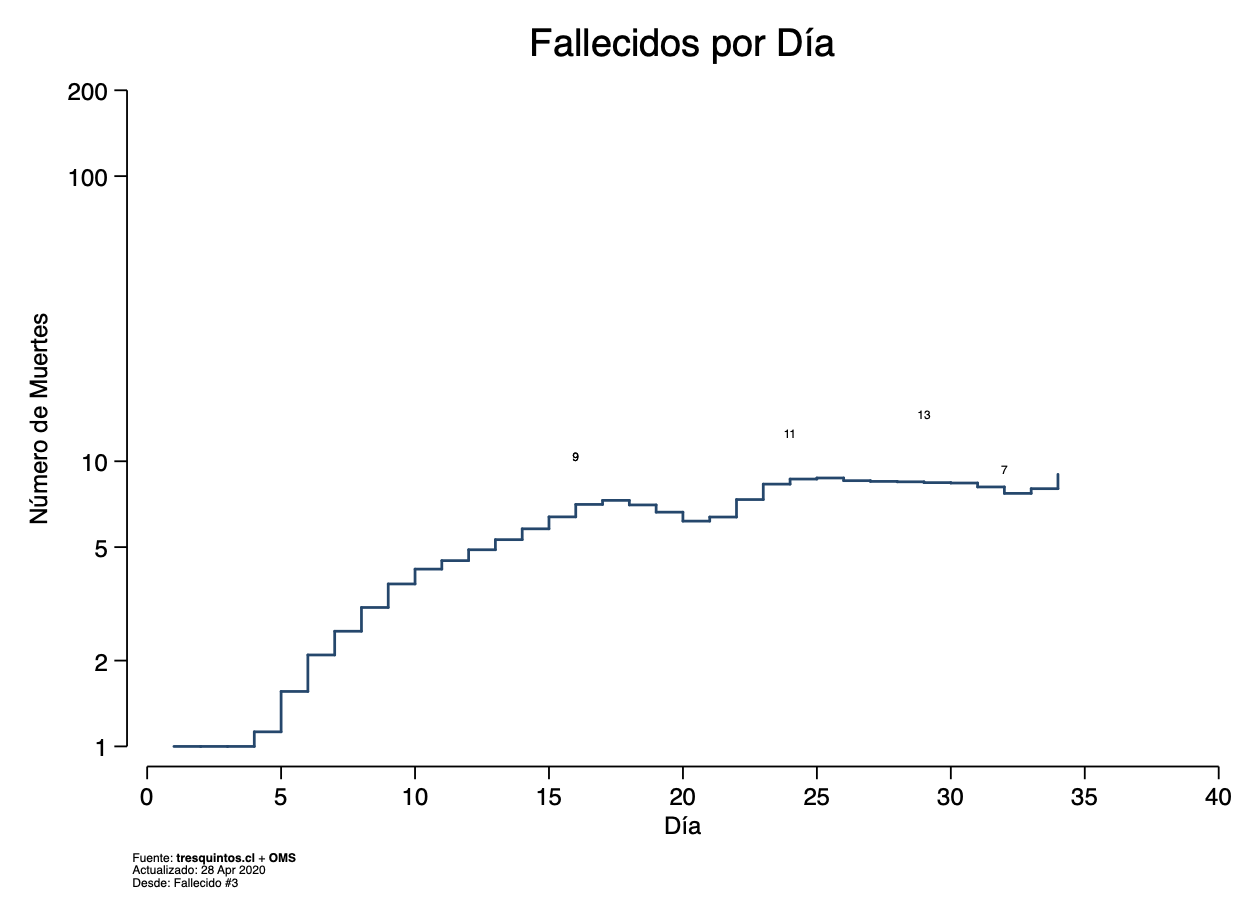 Fallecidos por Día
200
100
10
5
2
1
Número de Muertes
9
11
13
7
0 5 10 15 20 25 30 35 40
Día
Fuente: tresquintos.cl + OMS
Actualizado: 28 Apr 2020
Desde: Fallecido #3